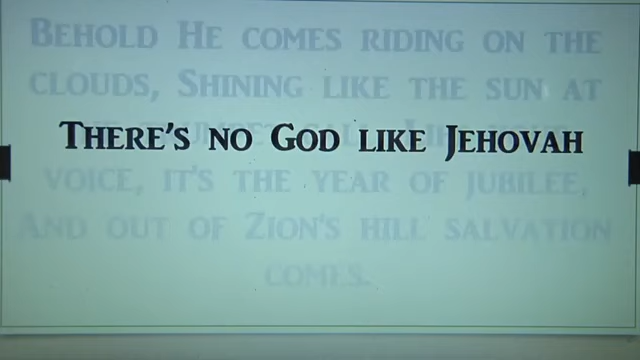 Behold He comes riding on the
clouds, Shining like the sun at
There's no God like Jehovah
voice, it's the year of jubilee,
And out of Zion's hill salvation
comes.